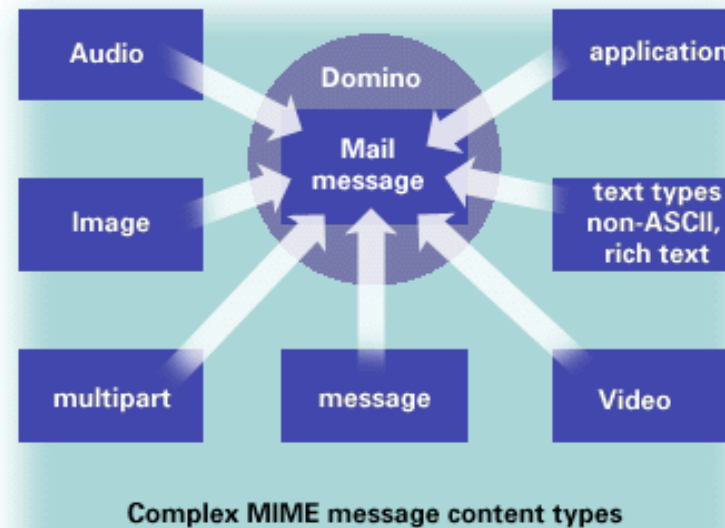 Audio
Domino
application
Mail
message
Image
text types
non-ASCII,
rich text
multipart
message
Video
Complex MIME message content types